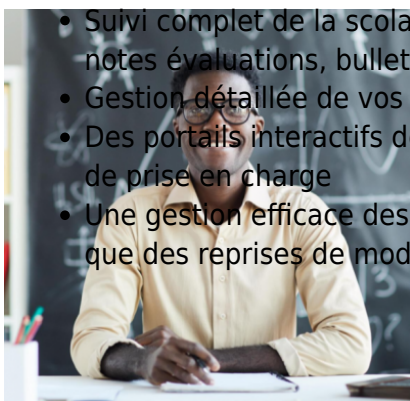 • Suivi complet de la scola
notes évaluations, bullet
• Gestion détaillée de vos
• Des portails interactifs d
de prise en charge
• Une gestion efficace des
que des reprises de mod